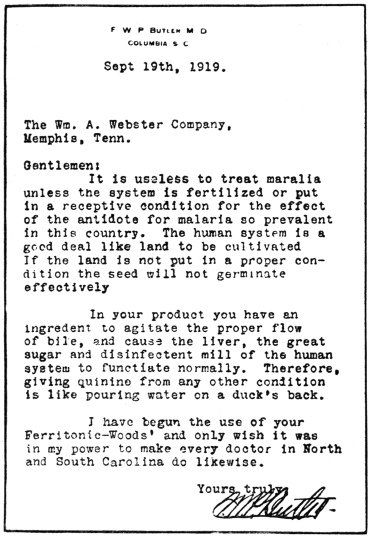 F W P BUTLER M D
COLUMBIA S C
Sept 19th, 1919.
The Wm. A. Webster Company,
Memphis, Tenn.
Gentlemen:
It is useless to treat maralia
unless the system is fertilized or put
in a receptive condition for the effect
of the antidote for malaria so prevalent
in this country. The human system is a
good deal like land to be cultivated
If the land is not put in a proper con-
dition the seed will not germinate
effectively
In your product you have an
ingredent to agitate the proper flow
of bile, and cause the liver, the great
sugar and disinfectent mill of the human
system to functiate normally. Therefore,
giving quinine from any other condition
is like pouring water on a duck's back.
I have begun the use of your
Ferritonic-Woods' and only wish it was
in my power to make every doctor in North
and South Carolina do likewise.
Yours truly
FWPButler